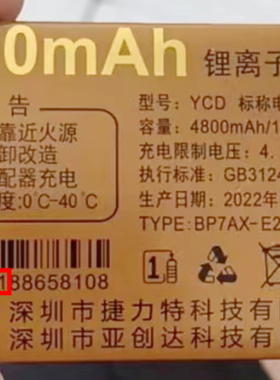 0mAh 锂离子
告 型号: YCD 标称电
靠近火源 容量: 4800mAh/1
卸改造 充电限制电压: 4.
配器充电 执行标准: GB3124
度:0℃-40℃ 生产日期: 2022年
TYPE: BP7AX-E2
1
188658108
深圳市捷力特科技有
深圳市亚创达科技有